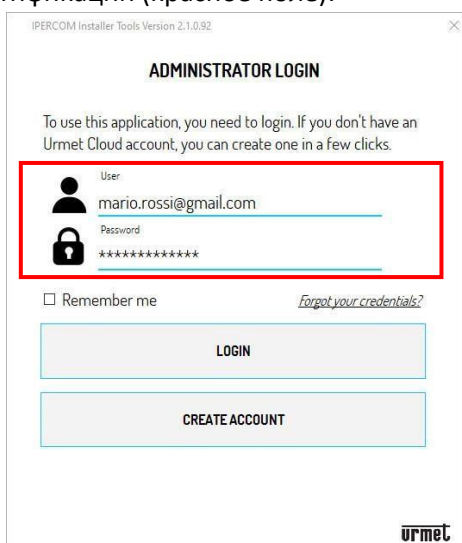 (красное поле).
IPERCOM Installer Tools Version 2.1.0.92
ADMINISTRATOR LOGIN
To use this application, you need to login. If you don't have an
Urmet Cloud account, you can create one in a few clicks.
User
mario.rossi@gmail.com
Password
*************
Remember me
Forgot your credentials?
LOGIN
CREATE ACCOUNT
urmet